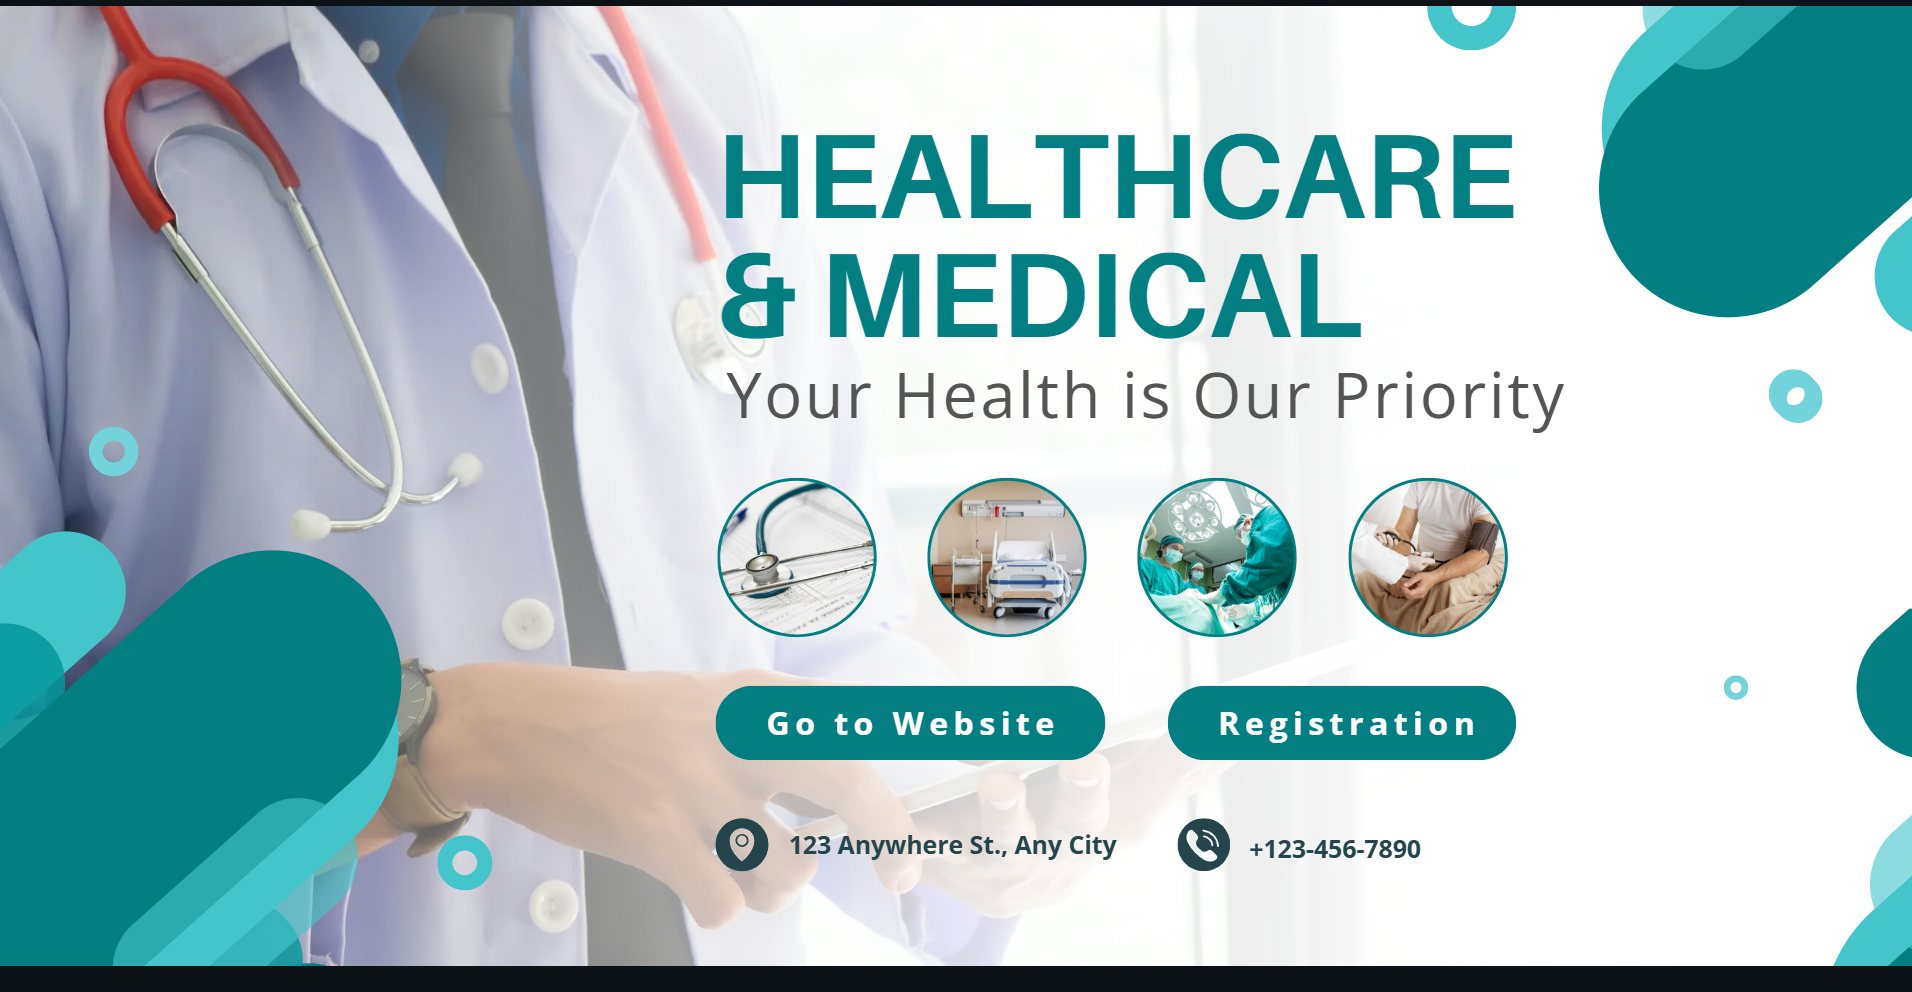 HEALTHCARE
& MEDICAL
Your Health is Our Priority
Go to Website
Registration
123 Anywhere St., Any City
+123-456-7890